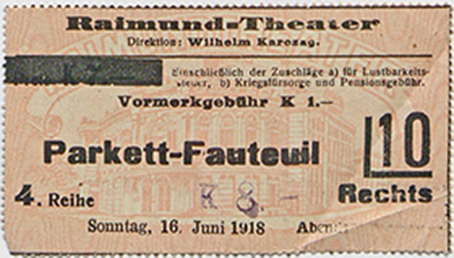 Raimund-Theater
Direktion: Wilhelm Karczag.
Einschließlich der Zuschläge a) für Lustbarkeits-
steuer, b) Kriegsfürsorge und Pensionsgebühr.
Vormerkgebühr K 1.—
Parkett-Fauteuil
10
4. Reihe
K 8.—
Rechts
Sonntag, 16. Juni 1918